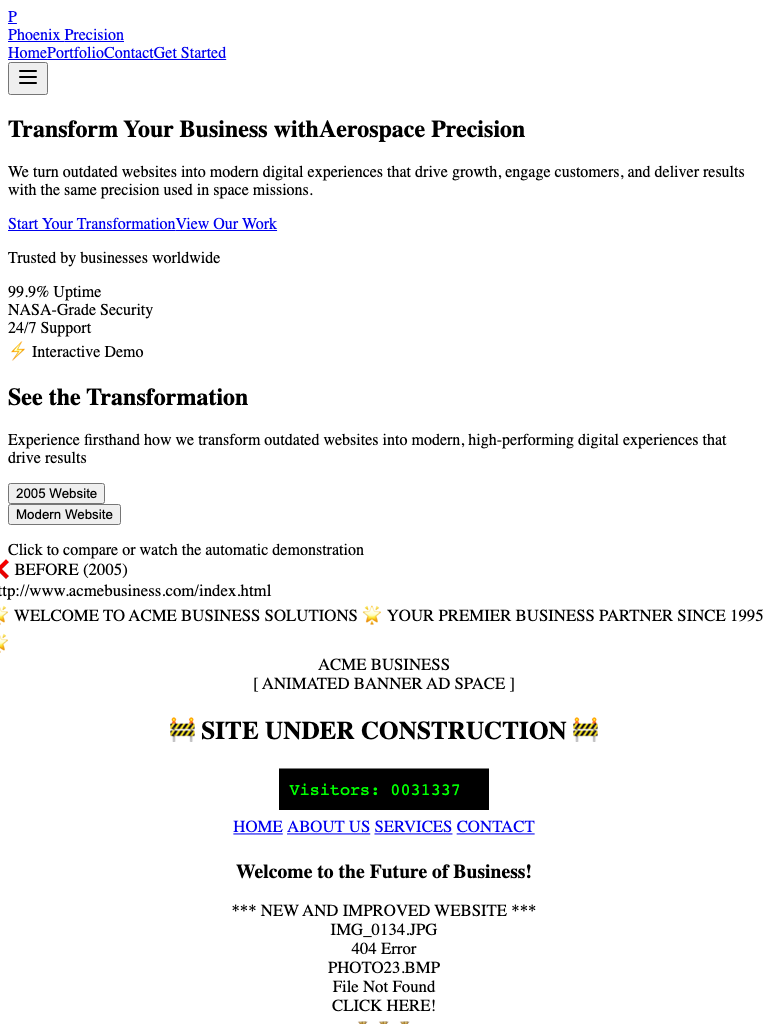 P
Phoenix Precision
HomePortfolioContactGet Started
Transform Your Business withAerospace Precision
We turn outdated websites into modern digital experiences that drive growth, engage customers, and deliver results
with the same precision used in space missions.
Start Your TransformationView Our Work
Trusted by businesses worldwide
99.9% Uptime
NASA-Grade Security
24/7 Support
⚡ Interactive Demo
See the Transformation
Experience firsthand how we transform outdated websites into modern, high-performing digital experiences that
drive results
2005 Website
Modern Website
Click to compare or watch the automatic demonstration
❌ BEFORE (2005)
ttp://www.acmebusiness.com/index.html
🌟 WELCOME TO ACME BUSINESS SOLUTIONS 🌟 YOUR PREMIER BUSINESS PARTNER SINCE 1995
🌟
ACME BUSINESS
[ ANIMATED BANNER AD SPACE ]
🚧 SITE UNDER CONSTRUCTION 🚧
Visitors: 0031337
HOME ABOUT US SERVICES CONTACT
Welcome to the Future of Business!
*** NEW AND IMPROVED WEBSITE ***
IMG_0134.JPG
404 Error
PHOTO23.BMP
File Not Found
CLICK HERE!